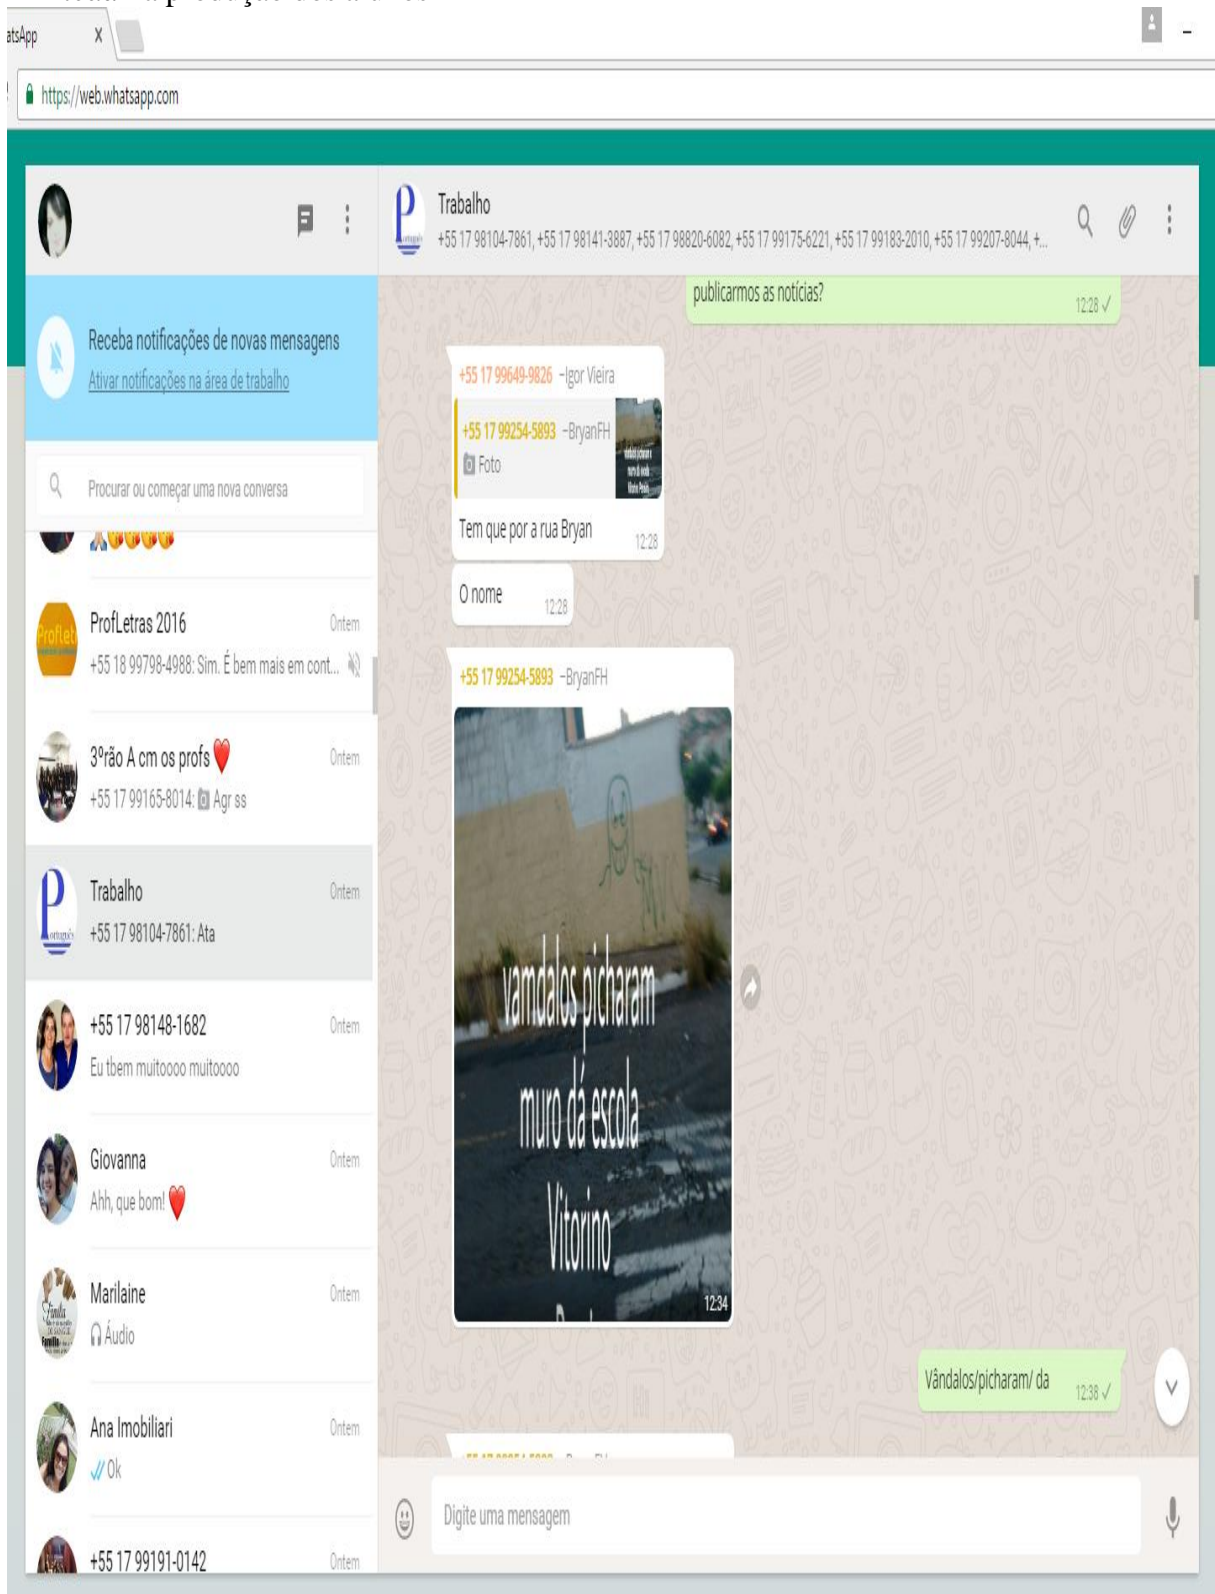 atsApp
https://web.whatsapp.com
Trabalho
+55 17 98104-7861, +55 17 98141-3887, +55 17 98820-6082, +55 17 99175-6221, +55 17 99183-2010, +55 17 99207-8044, +...
Receba notificações de novas mensagens
Ativar notificações na área de trabalho
Procurar ou começar uma nova conversa
ProfLetras 2016
Ontem
+55 18 99798-4988: Sim. É bem mais em cont...
3ºrão A cm os profs ❤️
Ontem
+55 17 99165-8014: 📷 Agr ss
Trabalho
Ontem
+55 17 98104-7861: Ata
+55 17 98148-1682
Ontem
Eu tbem muitoooo muitoooo
Giovanna
Ontem
Ahh, que bom! ❤️
Marilaine
Ontem
Áudio
Ana Imobiliari
Ontem
Ok
+55 17 99191-0142
Ontem
publicarmos as notícias?
12:28
+55 17 99649-9826 ~Igor Vieira
+55 17 99254-5893 ~BryanFH
Foto
Tem que por a rua Bryan
12:28
O nome
12:28
+55 17 99254-5893 ~BryanFH
vamdalos picharam
muro dá escola
Vitorino
12:34
Vândalos/picharam/ da
12:38
Digite uma mensagem